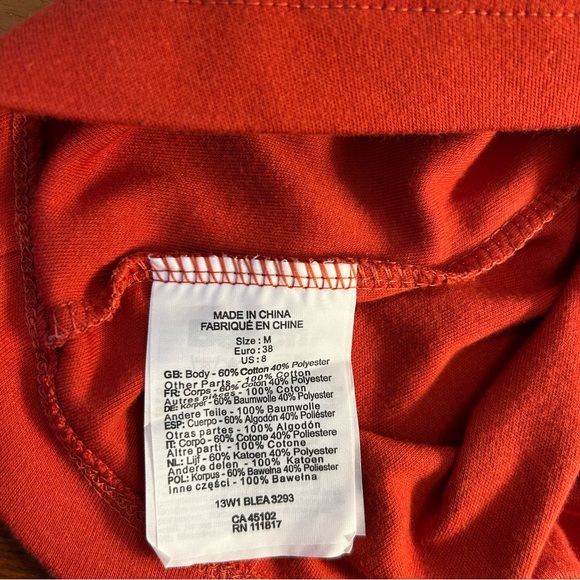 MADE IN CHINA
FABRIQUÉ EN CHINE
Size : M
Euro : 38
US : 8
GB: Body - 60% Cotton 40% Polyester
Other Parts - 100% Cotton
FR: Corps - 60% Coton 40% Polyester
Autres pièces - 100% Coton
DE: Körper - 60% Baumwolle 40% Polyester
Andere Teile - 100% Baumwolle
ESP: Cuerpo - 60% Algodón 40% Poliéster
Otras partes - 100% Algodón
IT: Corpo - 60% Cotone 40% Poliestere
Altre parti - 100% Cotone
NL: Lijf - 60% Katoen 40% Polyester
Andere delen - 100% Katoen
POL: Korpus - 60% Bawełna 40% Poliester
Inne części - 100% Bawełna
13W1 BLEA 3293
CA 45102
RN 111817